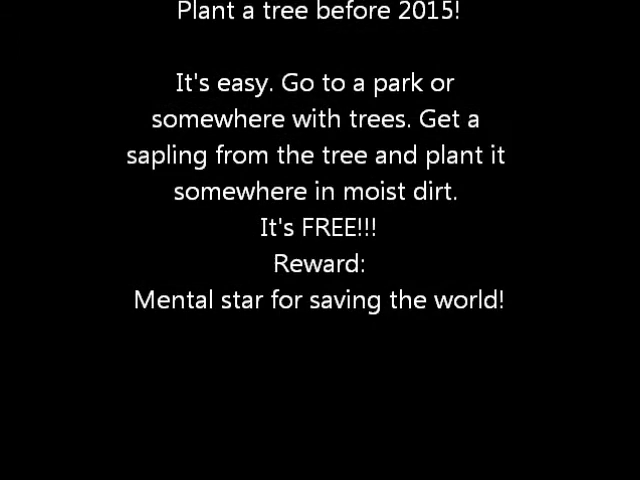 Plant a tree before 2015!
It's easy. Go to a park or
somewhere with trees. Get a
sapling from the tree and plant it
somewhere in moist dirt.
It's FREE!!!
Reward:
Mental star for saving the world!